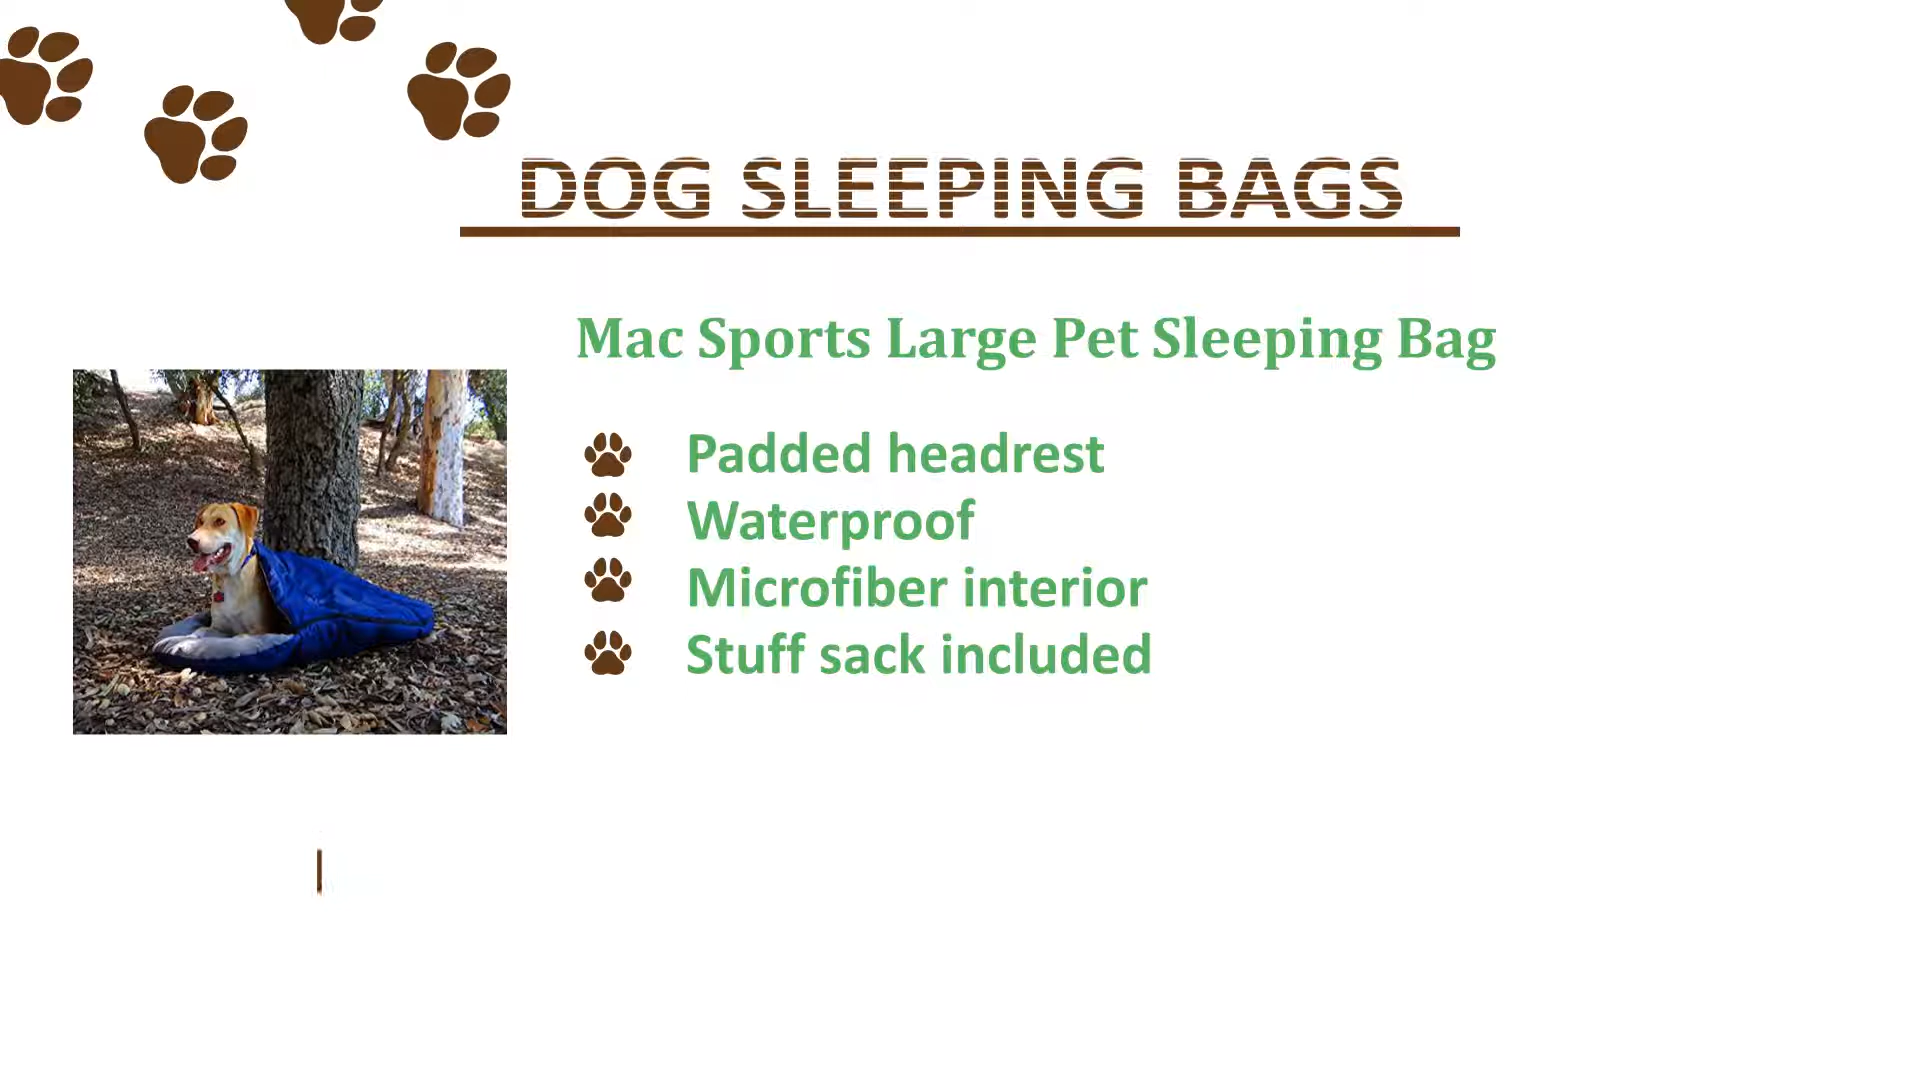 DOG SLEEPING BAGS
Mac Sports Large Pet Sleeping Bag
Padded headrest
Waterproof
Microfiber interior
Stuff sack included